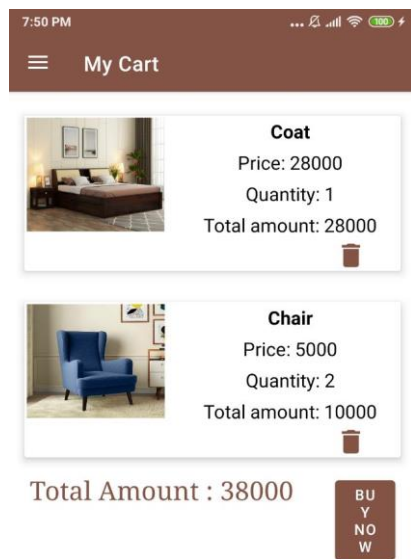 7:50 PM
100
My Cart
Coat
Price: 28000
Quantity: 1
Total amount: 28000
Chair
Price: 5000
Quantity: 2
Total amount: 10000
Total Amount : 38000
BU
Y
NO
W